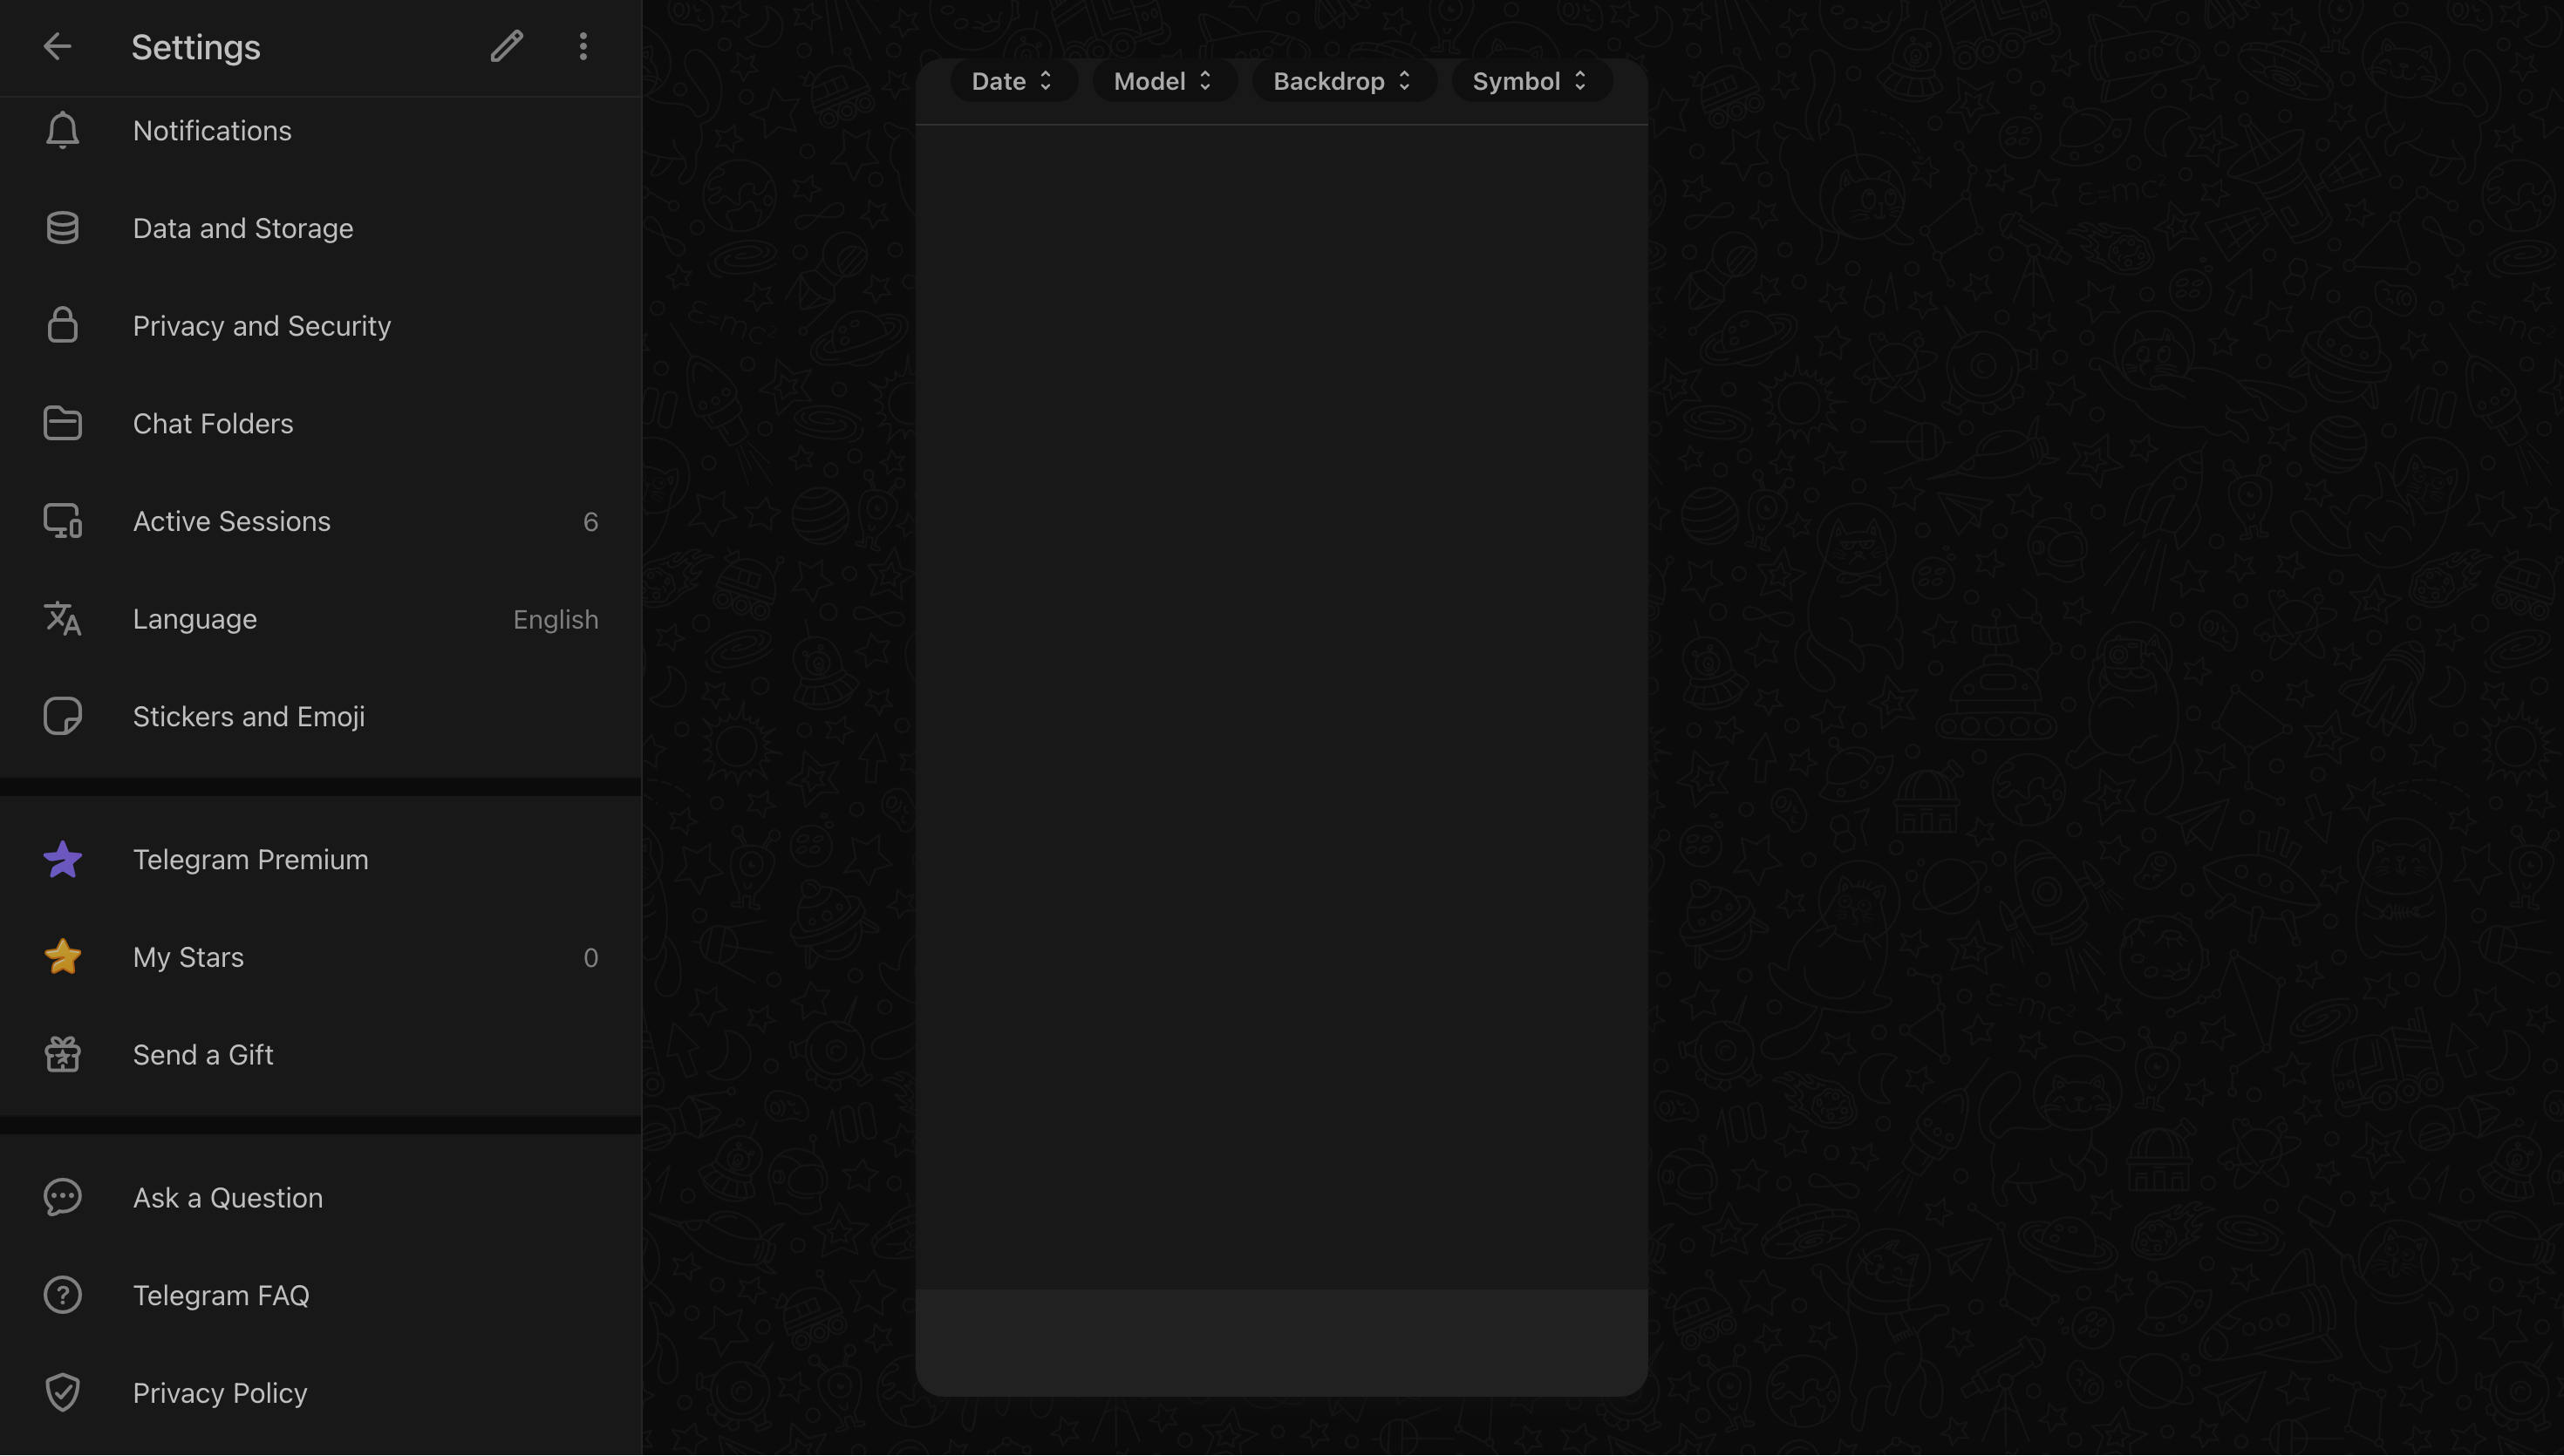 Settings
Notifications
Data and Storage
Privacy and Security
Chat Folders
Active Sessions 6
Language English
Stickers and Emoji
Telegram Premium
My Stars 0
Send a Gift
Ask a Question
Telegram FAQ
Privacy Policy
Date Model Backdrop Symbol